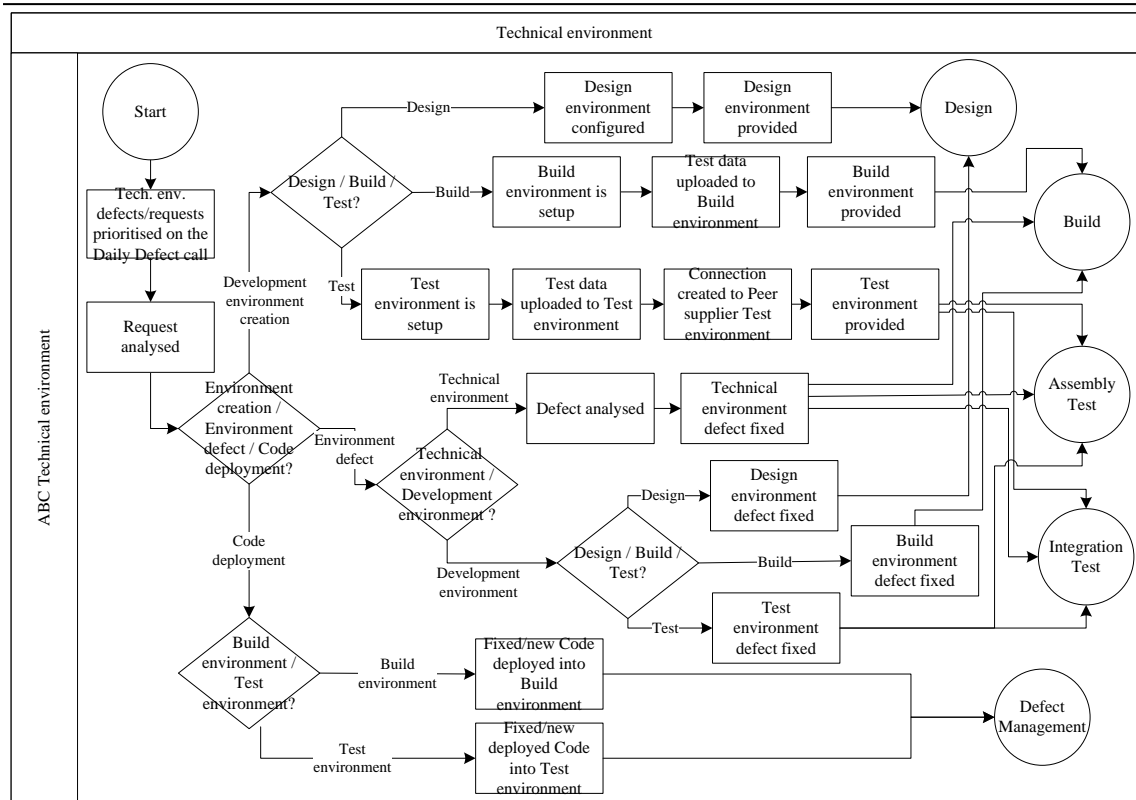 Technical environment
ABC Technical environment
Start
Tech. env.
defects/requests
prioritised on the
Daily Defect call
Request
analysed
Environment
creation /
Environment
defect / Code
deployment?
Development
environment
creation
Design / Build /
Test?
Design
Design
environment
configured
Design
environment
provided
Design
Build
Build
environment is
setup
Test data
uploaded to
Build
environment
Build
environment
provided
Build
Test
Test
environment is
setup
Test data
uploaded to Test
environment
Connection
created to Peer
supplier Test
environment
Test
environment
provided
Assembly
Test
Environment
defect
Technical
environment /
Development
environment ?
Technical
environment
Defect analysed
Technical
environment
defect fixed
Development
environment
Design / Build /
Test?
Design
Design
environment
defect fixed
Build
Build
environment
defect fixed
Integration
Test
Test
Test
environment
defect fixed
Code
deployment
Build
environment /
Test
environment?
Build
environment
Fixed/new Code
deployed into
Build
environment
Test
environment
Fixed/new
deployed Code
into Test
environment
Defect
Management